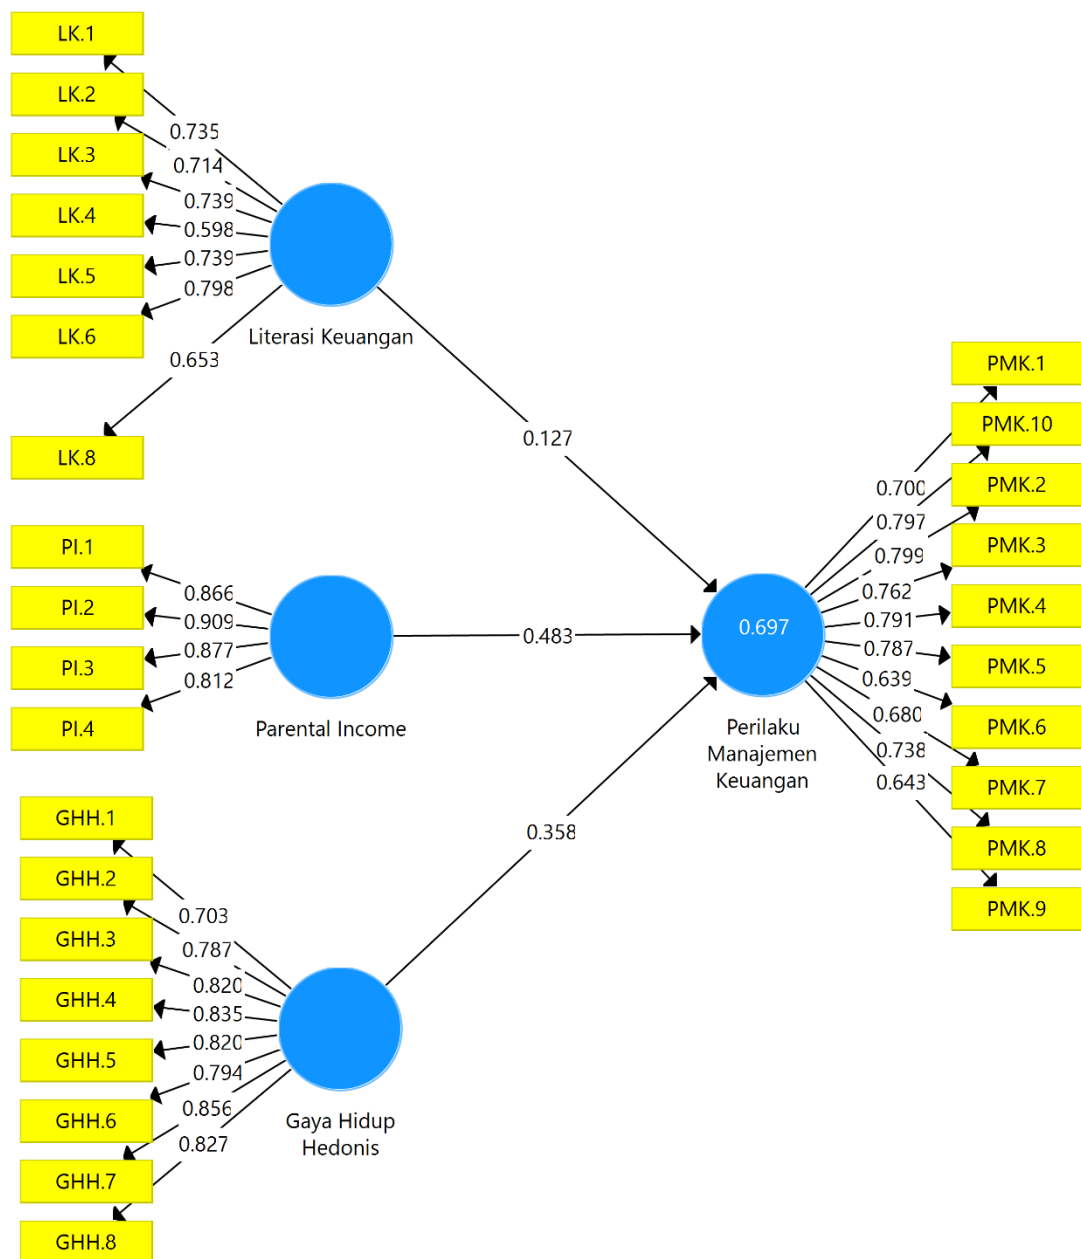 LK.1
LK.2
LK.3
LK.4
LK.5
LK.6
LK.8
0.735
0.714
0.739
0.598
0.739
0.798
0.653
Literasi Keuangan
0.127
PI.1
PI.2
PI.3
PI.4
0.866
0.909
0.877
0.812
Parental Income
0.483
GHH.1
GHH.2
GHH.3
GHH.4
GHH.5
GHH.6
GHH.7
GHH.8
0.703
0.787
0.820
0.835
0.820
0.794
0.856
0.827
Gaya Hidup
Hedonis
0.358
0.697
Perilaku
Manajemen
Keuangan
0.700
0.797
0.799
0.762
0.791
0.787
0.639
0.680
0.738
0.643
PMK.1
PMK.10
PMK.2
PMK.3
PMK.4
PMK.5
PMK.6
PMK.7
PMK.8
PMK.9